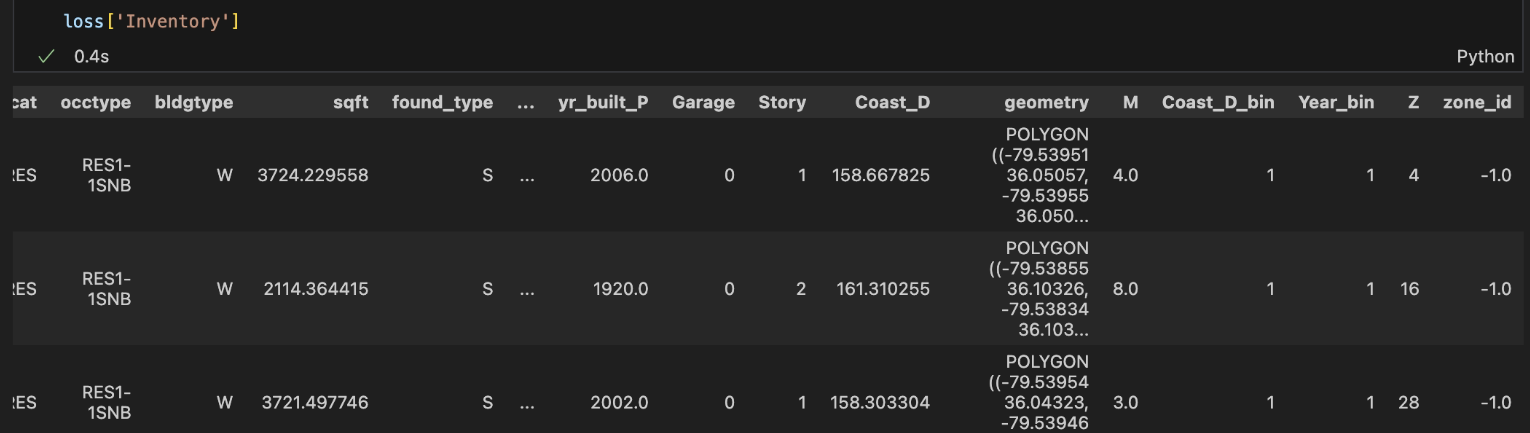 loss['Inventory']
0.4s
Python
cat occtype bldgtype sqft found_type ... yr_built_P Garage Story Coast_D geometry M Coast_D_bin Year_bin Z zone_id
POLYGON
((-79.53951
RES RES1-1SNB W 3724.229558 S ... 2006.0 0 1 158.667825 36.05057, 4.0 1 1 4 -1.0
-79.53955
36.050...
POLYGON
((-79.53855
RES RES1-1SNB W 2114.364415 S ... 1920.0 0 2 161.310255 36.10326, 8.0 1 1 16 -1.0
-79.53834
36.103...
POLYGON
((-79.53954
RES RES1-1SNB W 3721.497746 S ... 2002.0 0 1 158.303304 36.04323, 3.0 1 1 28 -1.0
-79.53946